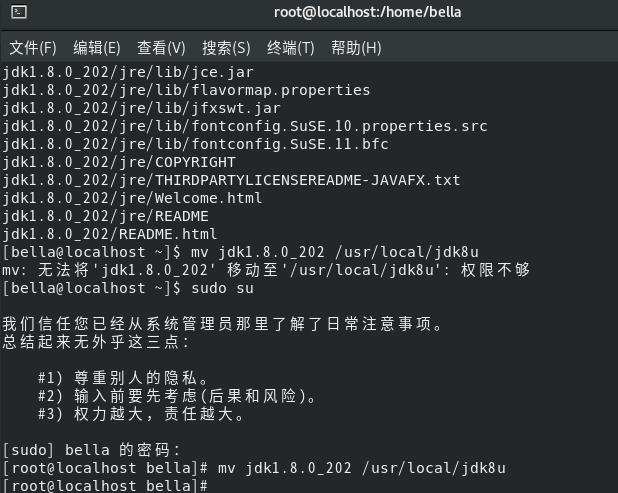 root@localhost:/home/bella
文件(F) 编辑(E) 查看(V) 搜索(S) 终端(T) 帮助(H)
jdk1.8.0_202/jre/lib/jce.jar
jdk1.8.0_202/jre/lib/flavormap.properties
jdk1.8.0_202/jre/lib/jfxswt.jar
jdk1.8.0_202/jre/lib/fontconfig.SuSE.10.properties.src
jdk1.8.0_202/jre/lib/fontconfig.SuSE.11.bfc
jdk1.8.0_202/jre/COPYRIGHT
jdk1.8.0_202/jre/THIRDPARTYLICENSEREADME-JAVAFX.txt
jdk1.8.0_202/jre/Welcome.html
jdk1.8.0_202/jre/README
jdk1.8.0_202/README.html
[bella@localhost ~]$ mv jdk1.8.0_202 /usr/local/jdk8u
mv: 无法将'jdk1.8.0_202' 移动至'/usr/local/jdk8u': 权限不够
[bella@localhost ~]$ sudo su
我们信任您已经从系统管理员那里了解了日常注意事项。
总结起来无外乎这三点：
#1) 尊重别人的隐私。
#2) 输入前要先考虑(后果和风险)。
#3) 权力越大，责任越大。
[sudo] bella 的密码：
[root@localhost bella]# mv jdk1.8.0_202 /usr/local/jdk8u
[root@localhost bella]#